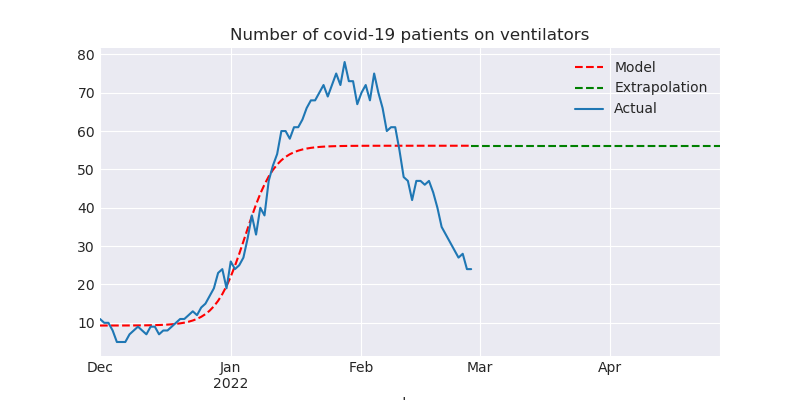 Number of covid-19 patients on ventilators
80
70
60
50
40
30
20
10
Model
Extrapolation
Actual
Dec
Jan
2022
Feb
Mar
Apr